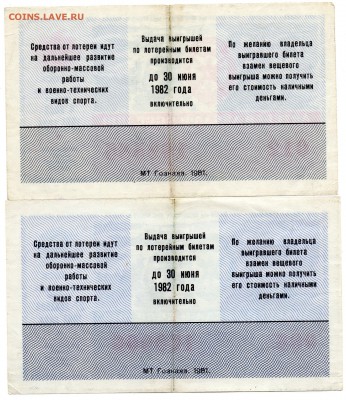 COINS.LAVE.RU
Средства от лотереи идут
на дальнейшее развитие
оборонно-массовой
работы
и военно-технических
видов спорта.
Выдача выигрышей
по лотерейным билетам
производится
до 30 июня
1982 года
включительно
По желанию владельца
выигравшего билета
взамен вещевого
выигрыша можно получить
его стоимость наличными
деньгами.
МТ Гознака. 1981.
Средства от лотереи идут
на дальнейшее развитие
оборонно-массовой
работы
и военно-технических
видов спорта.
Выдача выигрышей
по лотерейным билетам
производится
до 30 июня
1982 года
включительно
По желанию владельца
выигравшего билета
взамен вещевого
выигрыша можно получить
его стоимость наличными
деньгами.
МТ Гознака. 1981.